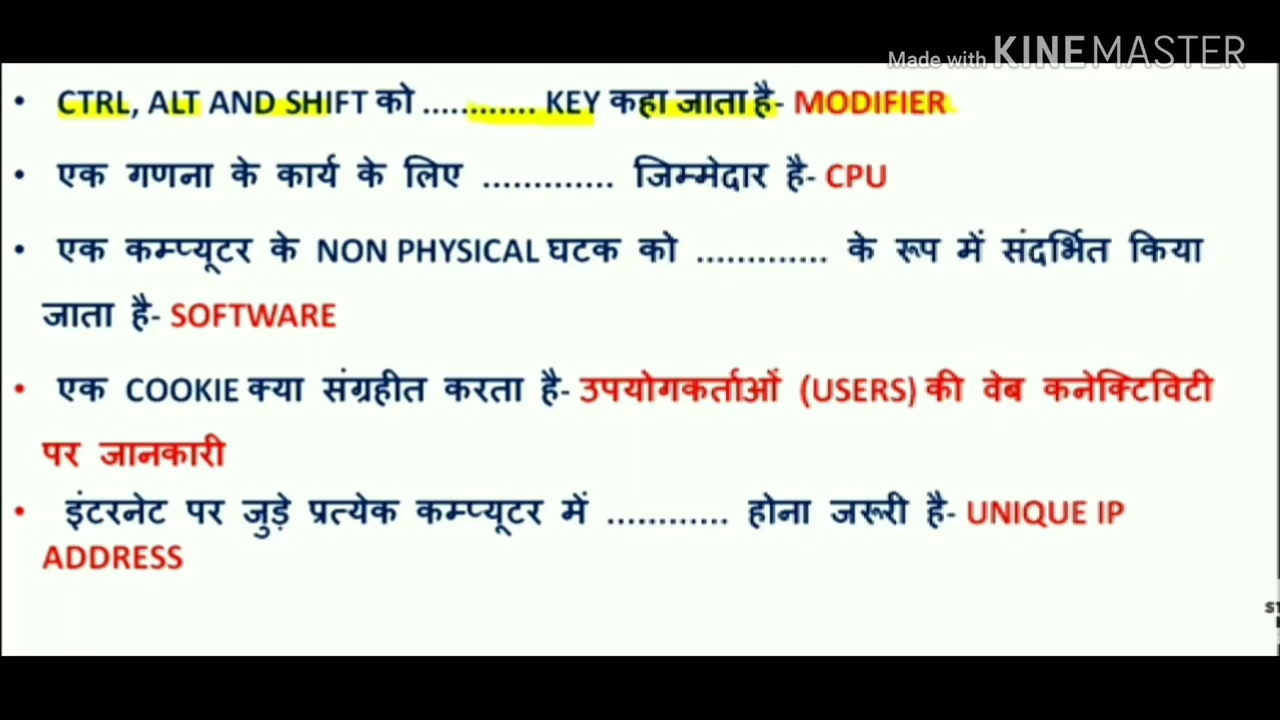 Made with KINEMASTER
• CTRL, ALT AND SHIFT को ............. KEY कहा जाता है- MODIFIER
• एक गणना के कार्य के लिए ............. जिम्मेदार है- CPU
• एक कम्प्यूटर के NON PHYSICAL घटक को ............. के रूप में संदर्भित किया
जाता है- SOFTWARE
• एक COOKIE क्या संग्रहीत करता है- उपयोगकर्ताओं (USERS) की वेब कनेक्टिविटी
पर जानकारी
• इंटरनेट पर जुड़े प्रत्येक कम्प्यूटर में ............ होना जरूरी है- UNIQUE IP
ADDRESS